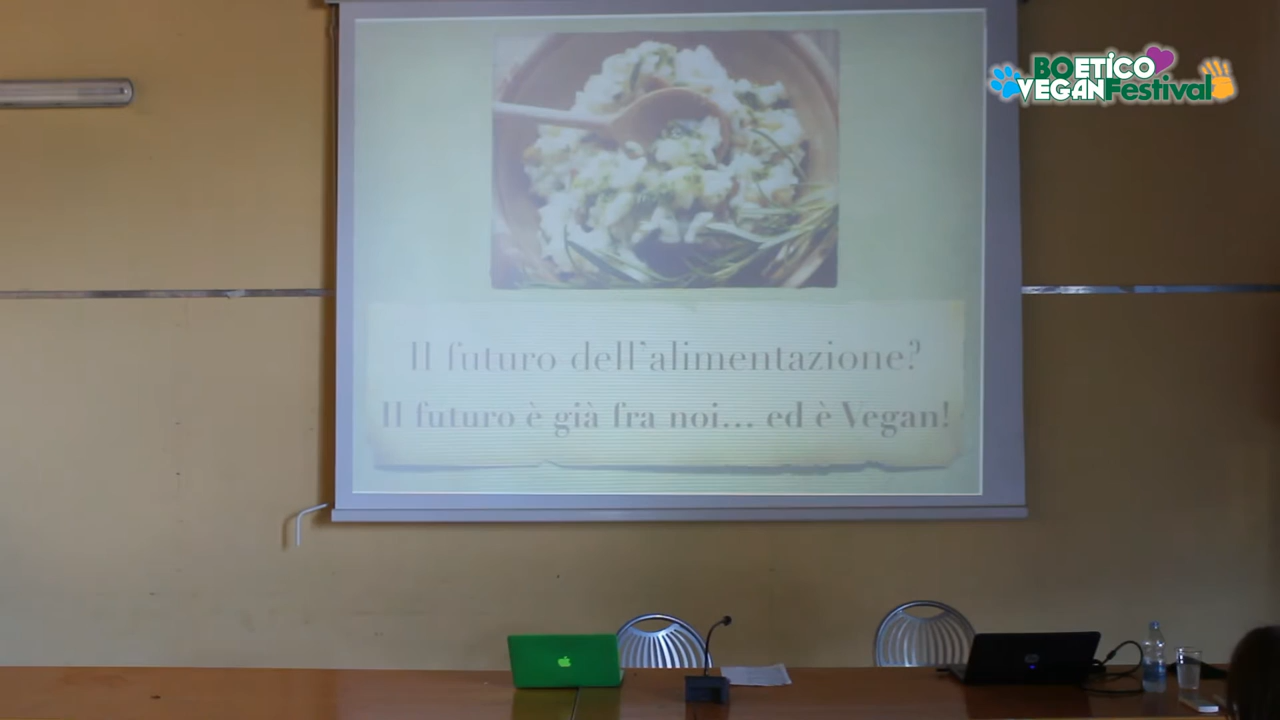 BOETICO
VEGANFestival
Il futuro dell'alimentazione?
Il futuro è già fra noi... ed è Vegan!